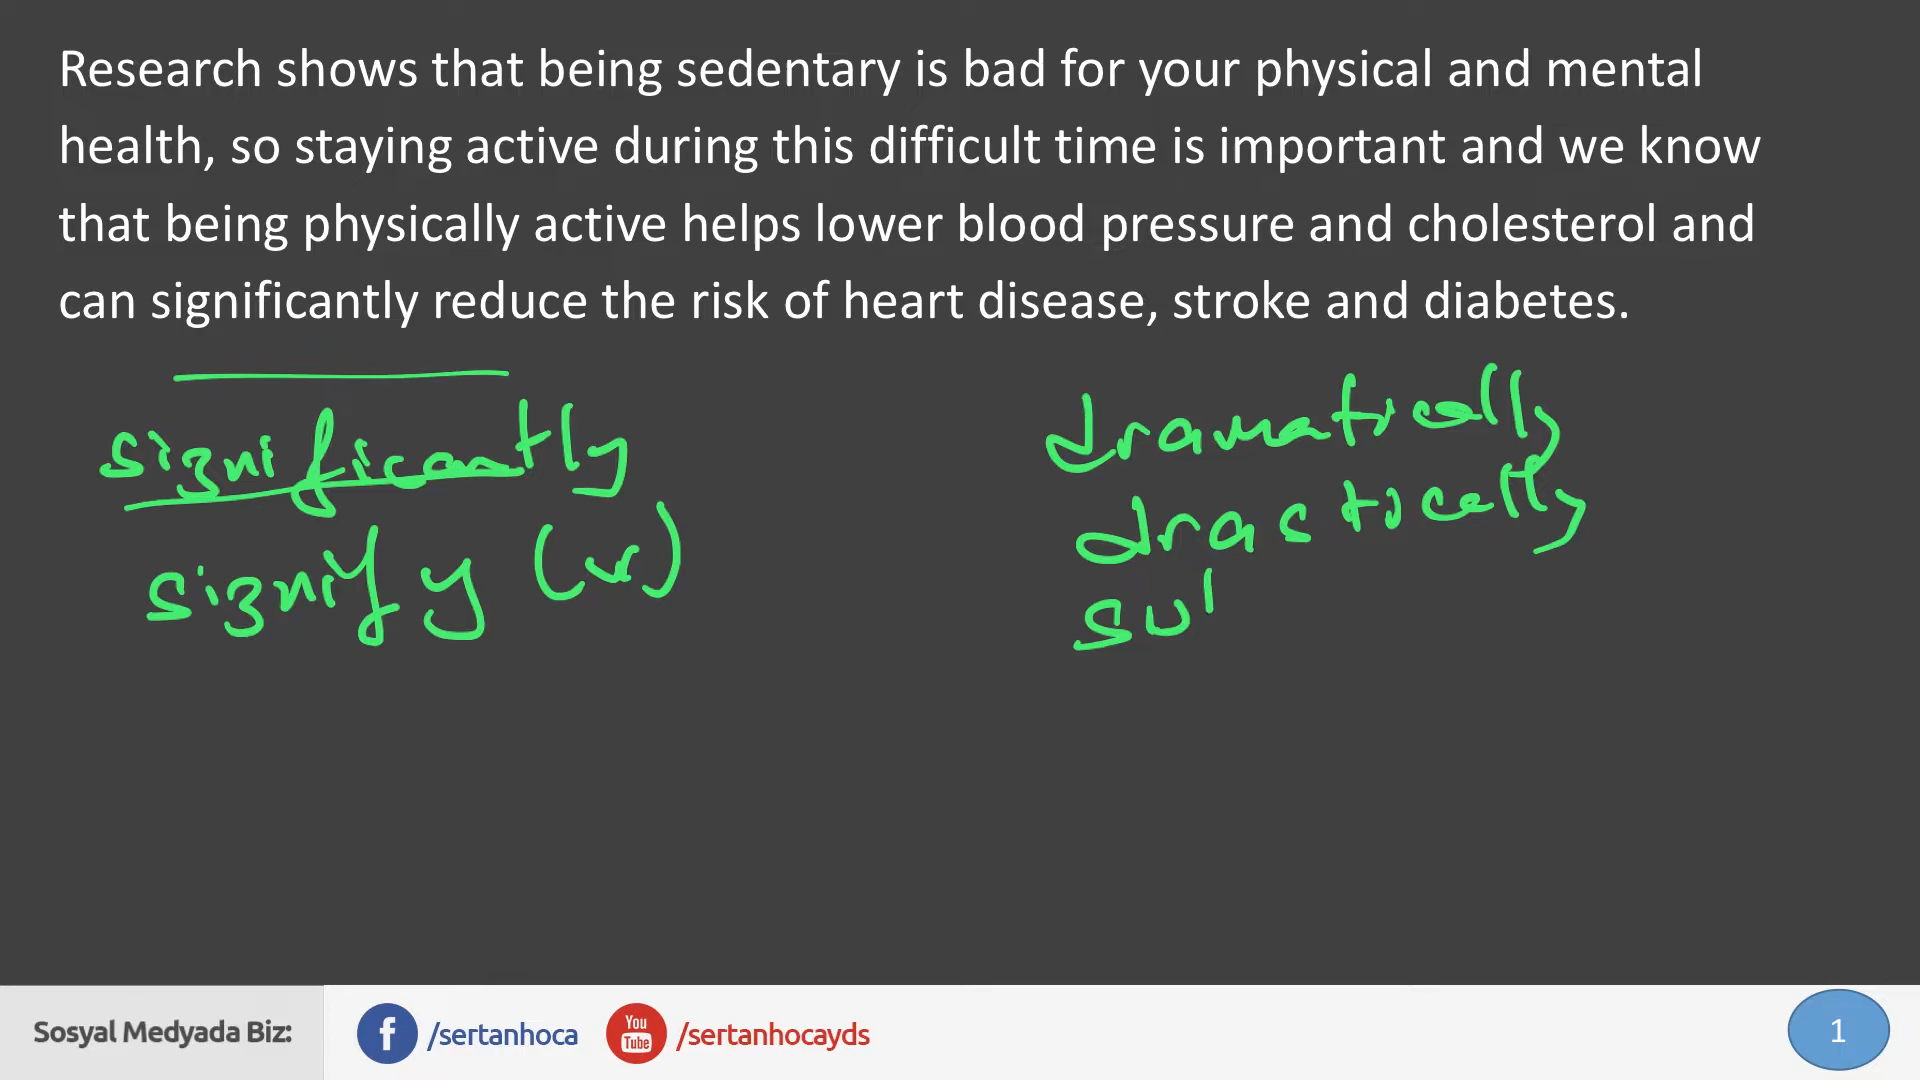 Research shows that being sedentary is bad for your physical and mental
health, so staying active during this difficult time is important and we know
that being physically active helps lower blood pressure and cholesterol and
can significantly reduce the risk of heart disease, stroke and diabetes.
significantly
signify (v)
dramatically
drastically
sul
Sosyal Medyada Biz:
f /sertanhoca You Tube /sertanhocayds
1